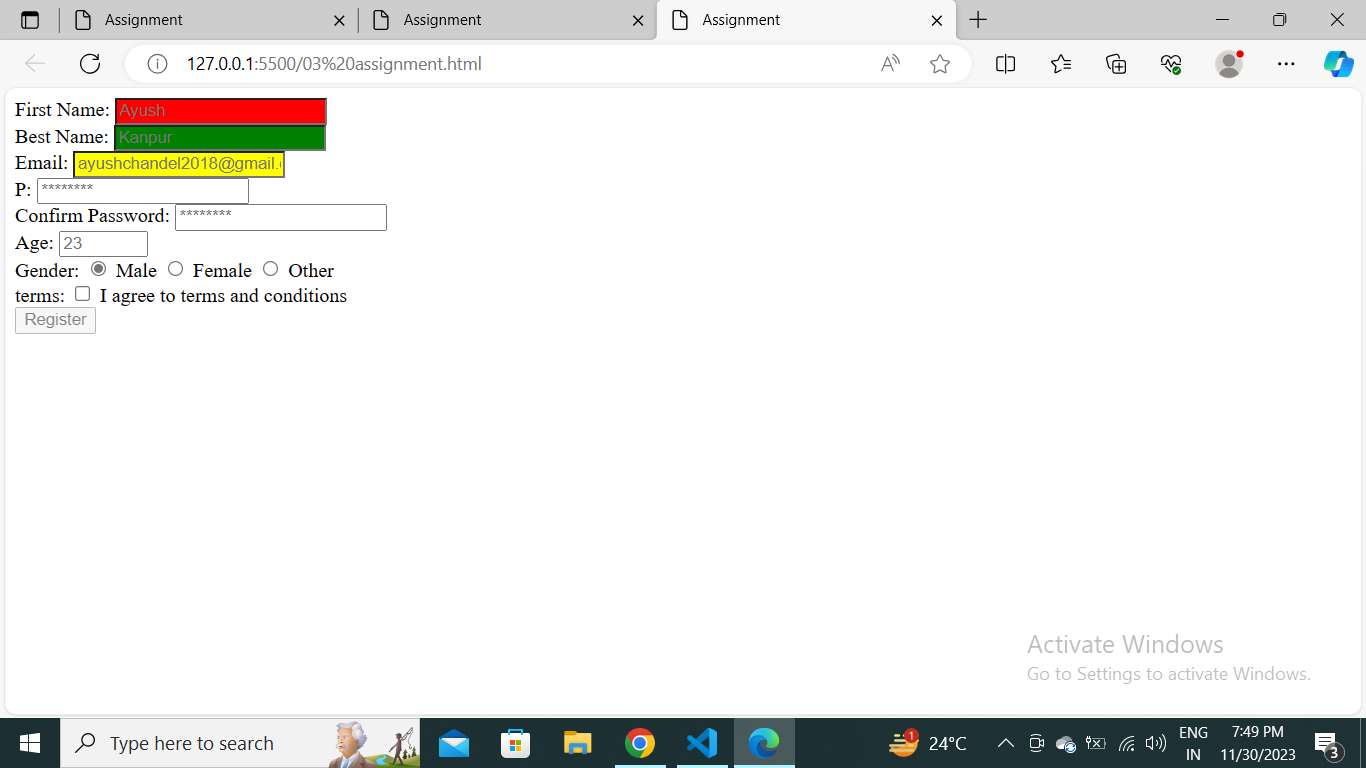 Assignment
Assignment
Assignment
127.0.0.1:5500/03%20assignment.html
First Name: Ayush
Best Name: Kanpur
Email: ayushchandel2018@gmail.
P: ********
Confirm Password: ********
Age: 23
Gender: Male Female Other
terms: I agree to terms and conditions
Register
Activate Windows
Go to Settings to activate Windows.
Type here to search
1
24°C
ENG
IN
7:49 PM
11/30/2023
3